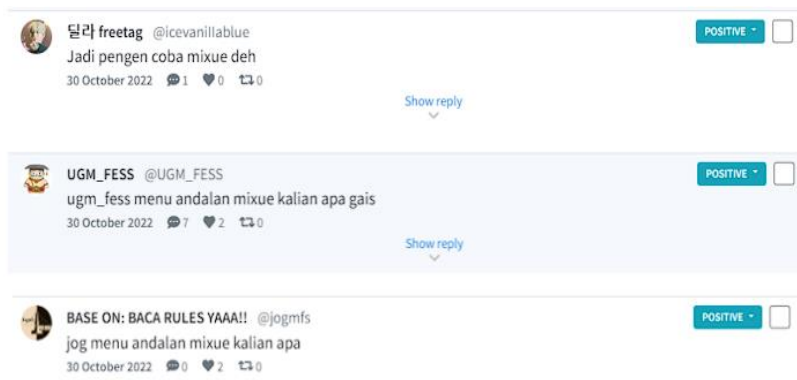 딜라 freetag @icevanillablue
POSITIVE
Jadi pengen coba mixue deh
30 October 2022 1 0 0
Show reply
UGM_FESS @UGM_FESS
POSITIVE
ugm_fess menu andalan mixue kalian apa gais
30 October 2022 7 2 0
Show reply
BASE ON: BACA RULES YAAA!! @jogmfs
POSITIVE
jog menu andalan mixue kalian apa
30 October 2022 0 2 0